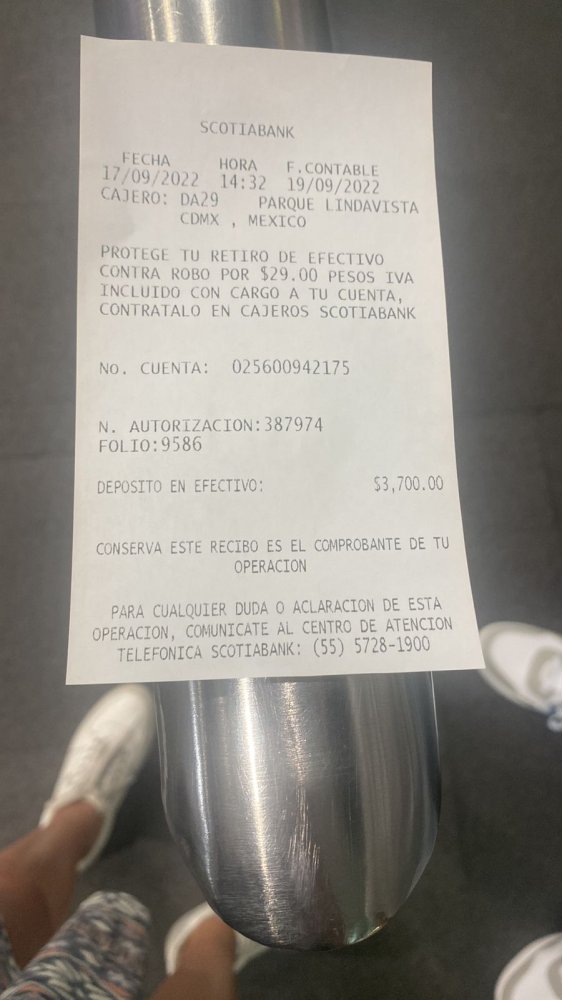 SCOTIABANK
FECHA HORA F.CONTABLE
17/09/2022 14:32 19/09/2022
CAJERO: DA29 PARQUE LINDAVISTA
CDMX , MEXICO
PROTEGE TU RETIRO DE EFECTIVO
CONTRA ROBO POR $29.00 PESOS IVA
INCLUIDO CON CARGO A TU CUENTA,
CONTRATALO EN CAJEROS SCOTIABANK
No. CUENTA: 025600942175
N. AUTORIZACION:387974
FOLIO:9586
DEPOSITO EN EFECTIVO: $3,700.00
CONSERVA ESTE RECIBO ES EL COMPROBANTE DE TU
OPERACION
PARA CUALQUIER DUDA O ACLARACION DE ESTA
OPERACION, COMUNICATE AL CENTRO DE ATENCION
TELEFONICA SCOTIABANK: (55) 5728-1900